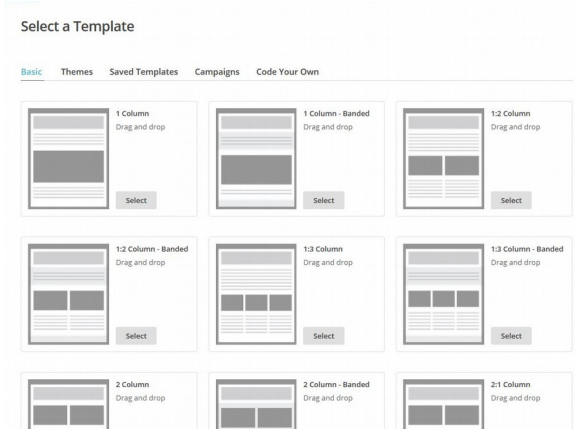 Select a Template
Basic Themes Saved Templates Campaigns Code Your Own
1 Column
Drag and drop
Select
1 Column - Banded
Drag and drop
Select
1:2 Column
Drag and drop
Select
1:2 Column - Banded
Drag and drop
Select
1:3 Column
Drag and drop
Select
1:3 Column - Banded
Drag and drop
Select
2 Column
Drag and drop
2 Column - Banded
Drag and drop
2:1 Column
Drag and drop